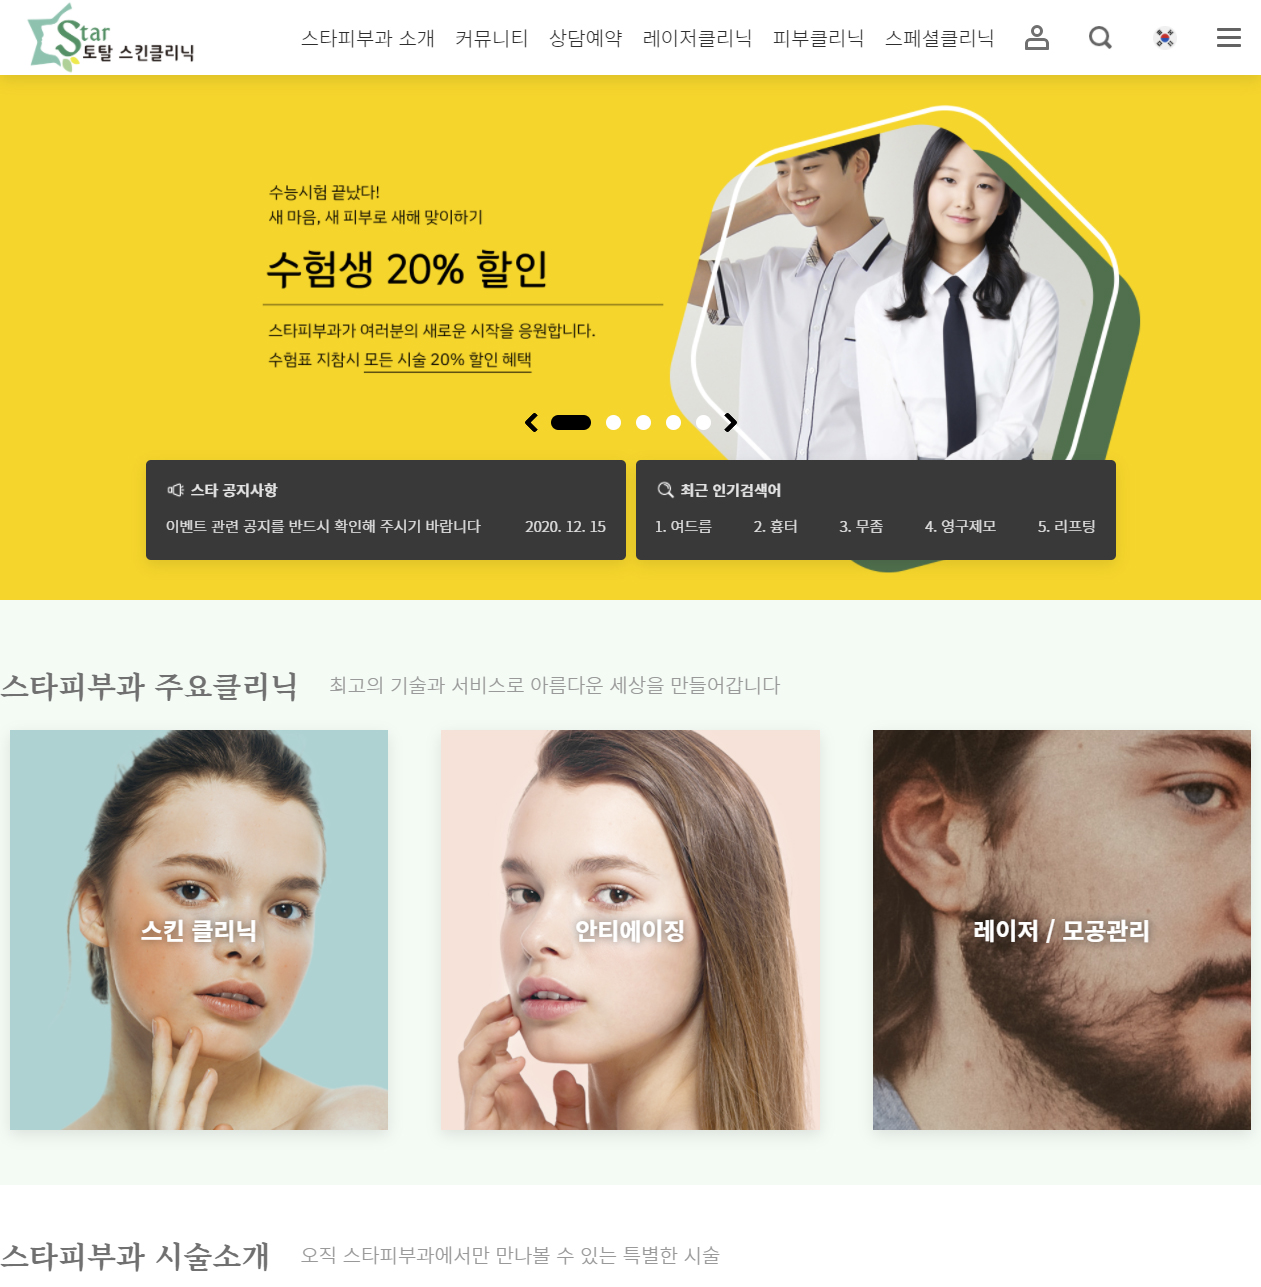 Star
토탈 스킨클리닉
스타피부과 소개 커뮤니티 상담예약 레이저클리닉 피부클리닉 스페셜클리닉
수능시험 끝났다!
새 마음, 새 피부로 새해 맞이하기
수험생 20% 할인
스타피부과가 여러분의 새로운 시작을 응원합니다.
수험표 지참시 모든 시술 20% 할인 혜택
스타 공지사항
이벤트 관련 공지를 반드시 확인해 주시기 바랍니다 2020. 12. 15
최근 인기검색어
1. 여드름 2. 흉터 3. 무좀 4. 영구제모 5. 리프팅
스타피부과 주요클리닉 최고의 기술과 서비스로 아름다운 세상을 만들어갑니다
스킨 클리닉
안티에이징
레이저 / 모공관리
스타피부과 시술소개 오직 스타피부과에서만 만나볼 수 있는 특별한 시술